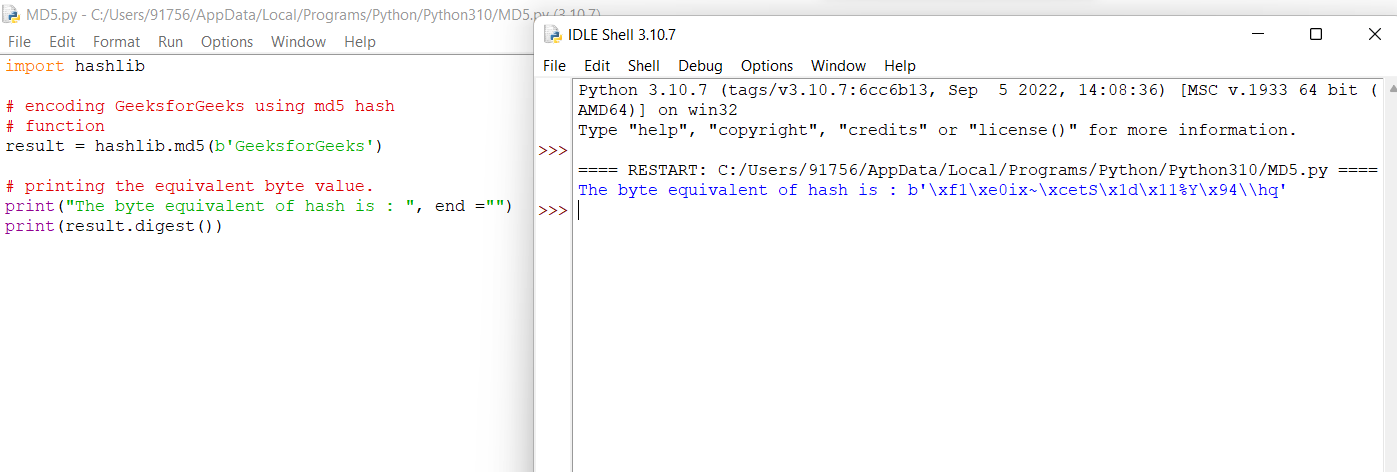 MD5.py - C:/Users/91756/AppData/Local/Programs/Python/Python310/MD5.py (3.10.7)
File Edit Format Run Options Window Help
import hashlib
# encoding GeeksforGeeks using md5 hash
# function
result = hashlib.md5(b'GeeksforGeeks')
# printing the equivalent byte value.
print("The byte equivalent of hash is : ", end ="")
print(result.digest())
IDLE Shell 3.10.7
File Edit Shell Debug Options Window Help
Python 3.10.7 (tags/v3.10.7:6cc6b13, Sep  5 2022, 14:08:36) [MSC v.1933 64 bit (
AMD64)] on win32
Type "help", "copyright", "credits" or "license()" for more information.
>>>
==== RESTART: C:/Users/91756/AppData/Local/Programs/Python/Python310/MD5.py ====
The byte equivalent of hash is : b'\xf1\xe0ix~\xcetS\x1d\x11%Y\x94\\hq'
>>>